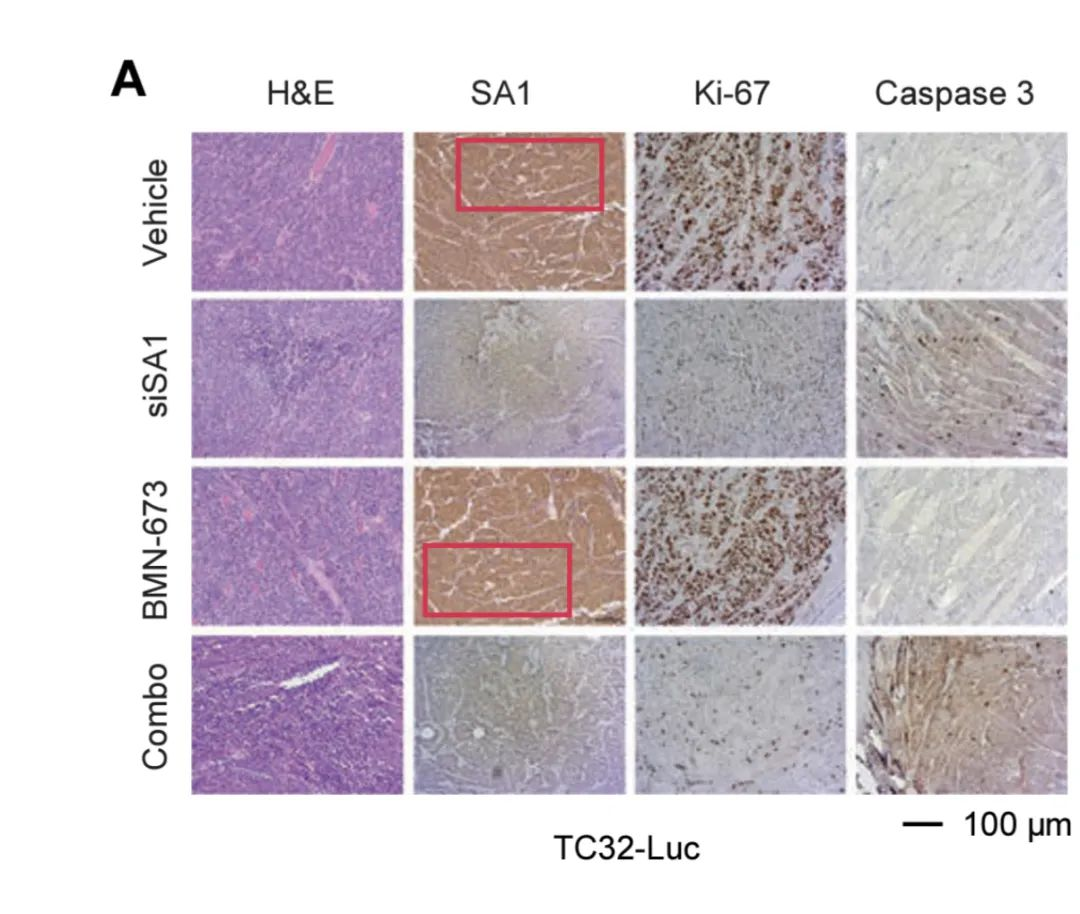 A
H&E SA1 Ki-67 Caspase 3
Vehicle
siSA1
BMN-673
Combo
100 µm
TC32-Luc